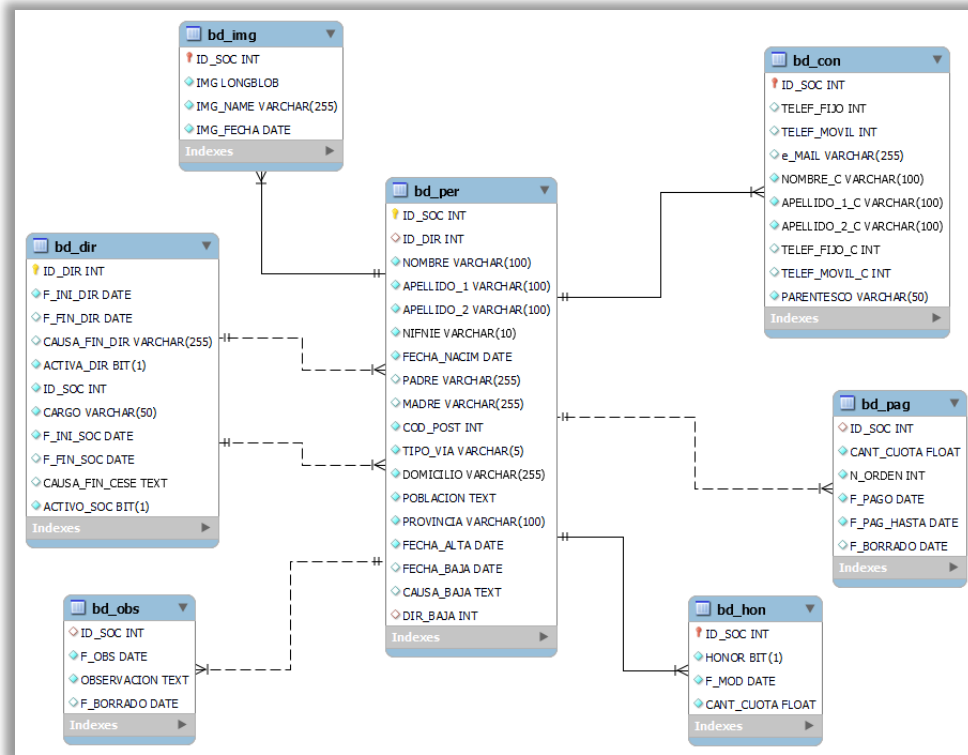 bd_img
ID_SOC INT
IMG LONGBLOB
IMG_NAME VARCHAR(255)
IMG_FECHA DATE
Indexes
bd_con
ID_SOC INT
TELEF_FIJO INT
TELEF_MOVIL INT
e_MAIL VARCHAR(255)
NOMBRE_C VARCHAR(100)
APELLIDO_1_C VARCHAR(100)
APELLIDO_2_C VARCHAR(100)
TELEF_FIJO_C INT
TELEF_MOVIL_C INT
PARENTESCO VARCHAR(50)
Indexes
bd_per
ID_SOC INT
ID_DIR INT
NOMBRE VARCHAR(100)
APELLIDO_1 VARCHAR(100)
APELLIDO_2 VARCHAR(100)
NIFNIE VARCHAR(10)
FECHA_NACIM DATE
PADRE VARCHAR(255)
MADRE VARCHAR(255)
COD_POST INT
TIPO_VIA VARCHAR(5)
DOMICILIO VARCHAR(255)
POBLACION TEXT
PROVINCIA VARCHAR(100)
FECHA_ALTA DATE
FECHA_BAJA DATE
CAUSA_BAJA TEXT
DIR_BAJA INT
Indexes
bd_dir
ID_DIR INT
F_INI_DIR DATE
F_FIN_DIR DATE
CAUSA_FIN_DIR VARCHAR(255)
ACTIVA_DIR BIT(1)
ID_SOC INT
CARGO VARCHAR(50)
F_INI_SOC DATE
F_FIN_SOC DATE
CAUSA_FIN_CESE TEXT
ACTIVO_SOC BIT(1)
Indexes
bd_pag
ID_SOC INT
CANT_CUOTA FLOAT
N_ORDEN INT
F_PAGO DATE
F_PAG_HASTA DATE
F_BORRADO DATE
Indexes
bd_obs
ID_SOC INT
F_OBS DATE
OBSERVACION TEXT
F_BORRADO DATE
Indexes
bd_hon
ID_SOC INT
HONOR BIT(1)
F_MOD DATE
CANT_CUOTA FLOAT
Indexes